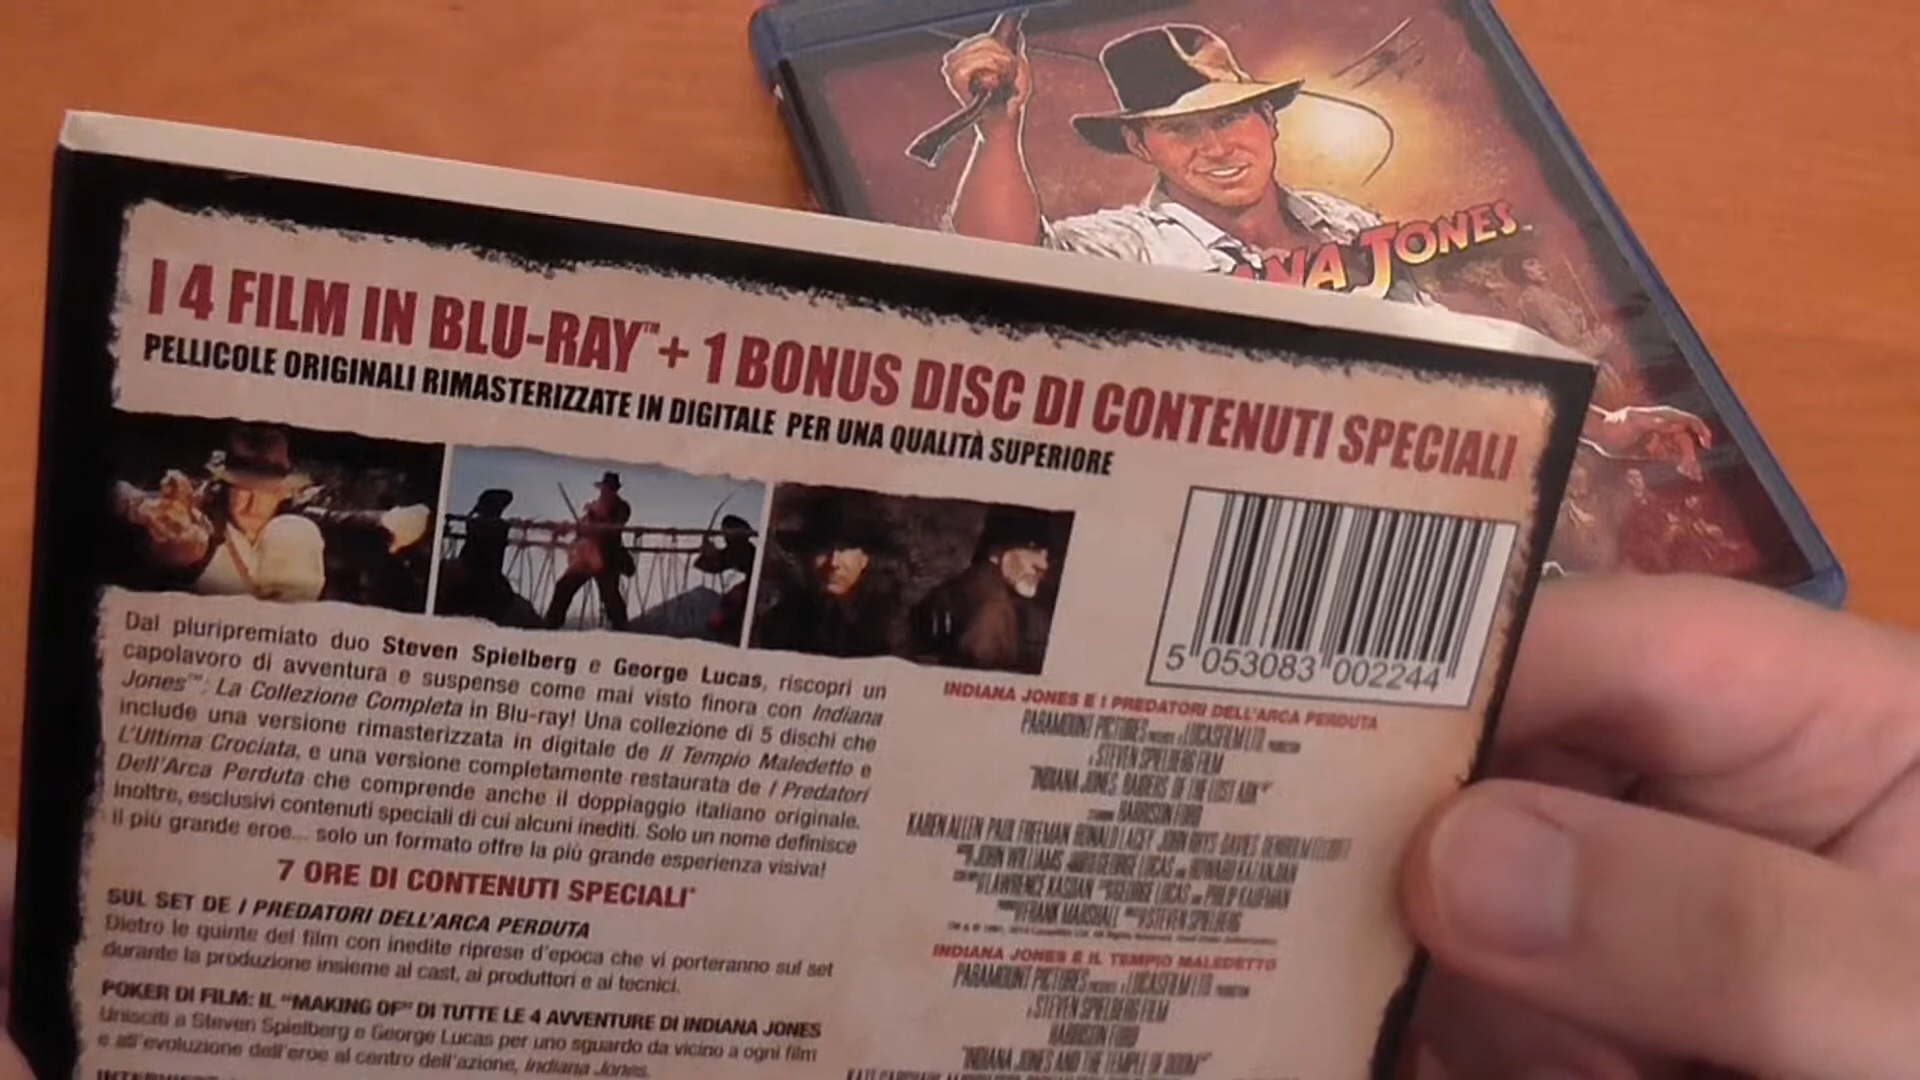 ANA JONES
I 4 FILM IN BLU-RAY™ + 1 BONUS DISC DI CONTENUTI SPECIALI
PELLICOLE ORIGINALI RIMASTERIZZATE IN DIGITALE PER UNA QUALITÀ SUPERIORE
Dal pluripremiato duo Steven Spielberg e George Lucas, riscopri un
capolavoro di avventura e suspense come mai visto finora con Indiana
Jones™: La Collezione Completa in Blu-ray! Una collezione di 5 dischi che
include una versione rimasterizzata in digitale de Il Tempio Maledetto e
L'Ultima Crociata, e una versione completamente restaurata de I Predatori
Dell'Arca Perduta che comprende anche il doppiaggio italiano originale.
Inoltre, esclusivi contenuti speciali di cui alcuni inediti. Solo un nome definisce
il più grande eroe... solo un formato offre la più grande esperienza visiva!
7 ORE DI CONTENUTI SPECIALI*
SUL SET DE I PREDATORI DELL'ARCA PERDUTA
Dietro le quinte del film con inedite riprese d'epoca che vi porteranno sul set
durante la produzione insieme al cast, ai produttori e ai tecnici.
POKER DI FILM: IL "MAKING OF" DI TUTTE LE 4 AVVENTURE DI INDIANA JONES
Unisciti a Steven Spielberg e George Lucas per uno sguardo da vicino a ogni film
e all'evoluzione dell'eroe al centro dell'azione, Indiana Jones.
5 053083 002244
INDIANA JONES E I PREDATORI DELL'ARCA PERDUTA
PARAMOUNT PICTURES LUCASFILM LTD.
STEVEN SPIELBERG FILM
"INDIANA JONES RAIDERS OF THE LOST ARK"
HARRISON FORD
KAREN ALLEN PAUL FREEMAN RONALD LACEY JOHN RHYS-DAVIES DENHOLM ELLIOTT
JOHN WILLIAMS GEORGE LUCAS HOWARD KAZANJIAN
LAWRENCE KASDAN GEORGE LUCAS PHILIP KAUFMAN
FRANK MARSHALL STEVEN SPIELBERG
INDIANA JONES E IL TEMPIO MALEDETTO
PARAMOUNT PICTURES LUCASFILM LTD.
STEVEN SPIELBERG FILM
HARRISON FORD
"INDIANA JONES AND THE TEMPLE OF DOOM"